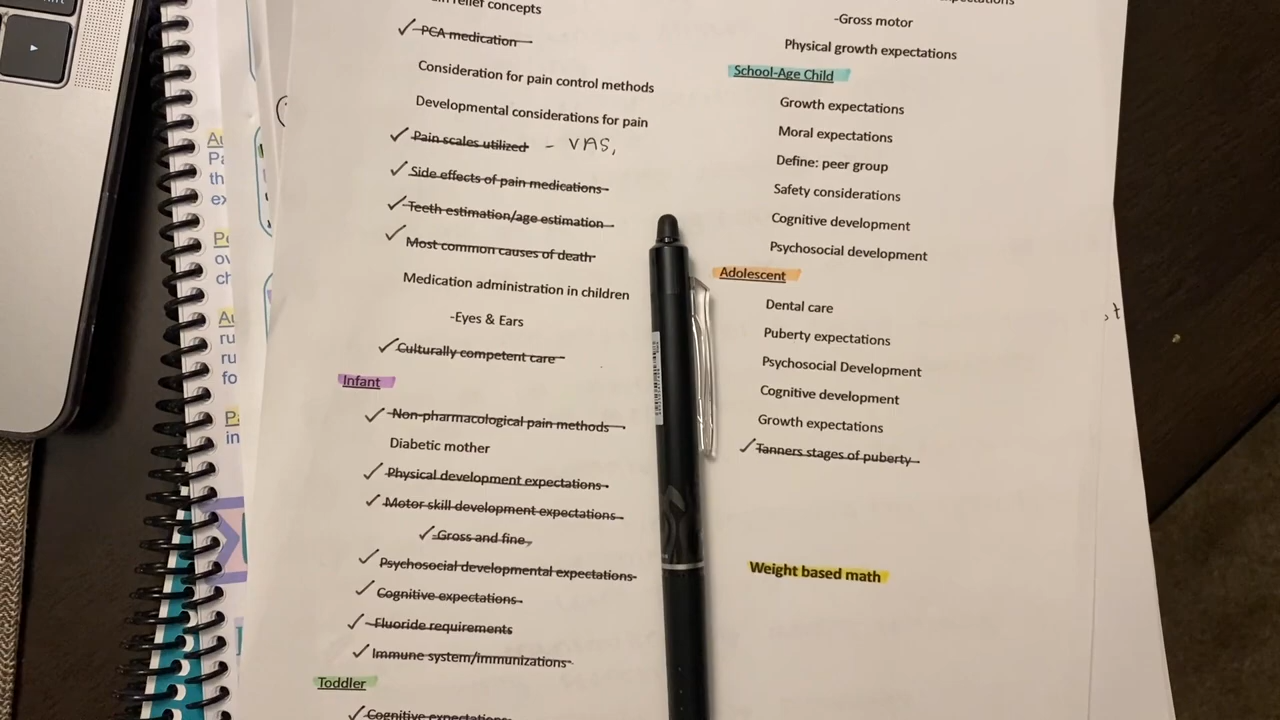 relief concepts
PCA medication
Consideration for pain control methods
Developmental considerations for pain
Pain scales utilized - VAS,
Side effects of pain medications
Teeth estimation/age estimation
Most common causes of death
Medication administration in children
-Eyes & Ears
Culturally competent care
Infant
Non-pharmacological pain methods
Diabetic mother
Physical development expectations
Motor skill development expectations
-Gross and fine
Psychosocial developmental expectations
Cognitive expectations
Fluoride requirements
Immune system/immunizations
Toddler
Cognitive expectations
-Gross motor
Physical growth expectations
School-Age Child
Growth expectations
Moral expectations
Define: peer group
Safety considerations
Cognitive development
Psychosocial development
Adolescent
Dental care
Puberty expectations
Psychosocial Development
Cognitive development
Growth expectations
Tanners stages of puberty
Weight based math